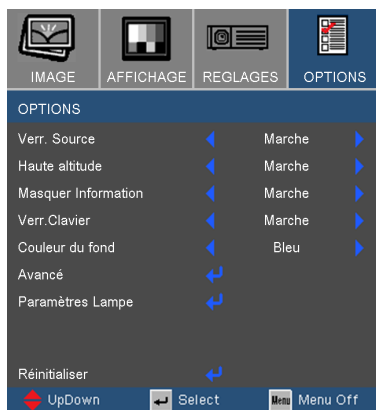 IMAGE AFFICHAGE REGLAGES OPTIONS
OPTIONS
Verr. Source Marche
Haute altitude Marche
Masquer Information Marche
Verr.Clavier Marche
Couleur du fond Bleu
Avancé
Paramètres Lampe
Réinitialiser
UpDown Select Menu Menu Off